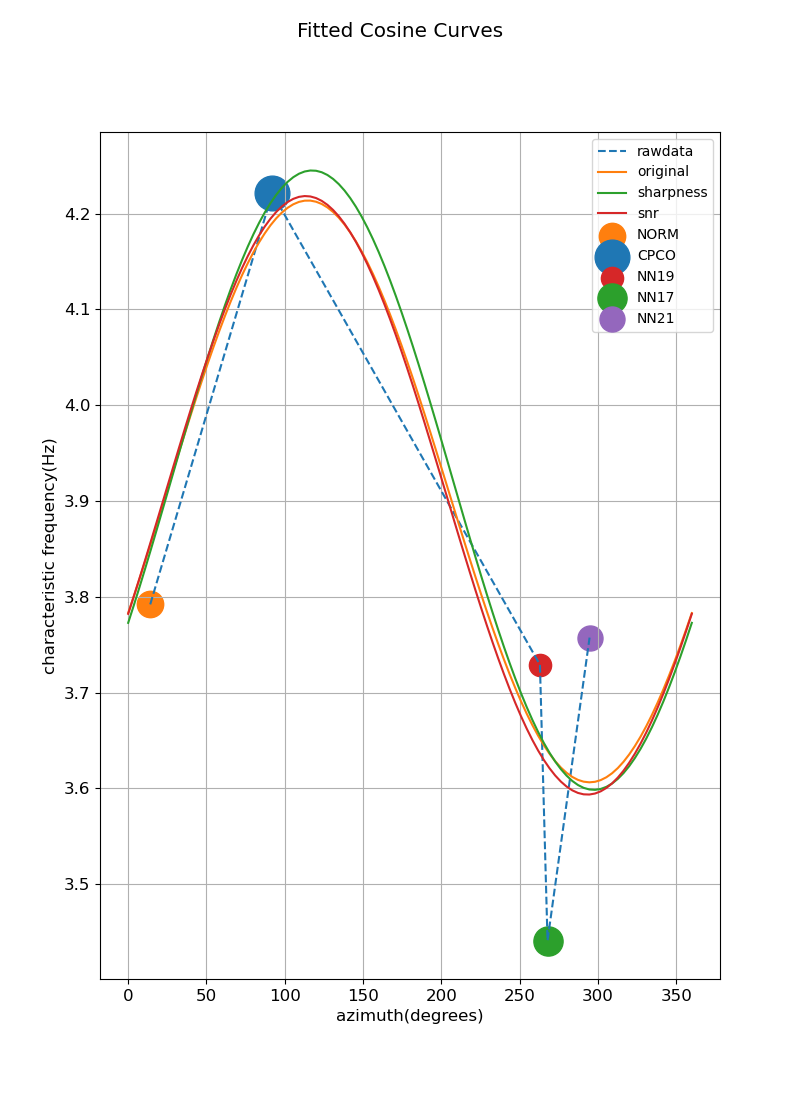 Fitted Cosine Curves
rawdata
original
sharpness
snr
NORM
CPCO
NN19
NN17
NN21
characteristic frequency(Hz)
4.2
4.1
4.0
3.9
3.8
3.7
3.6
3.5
0 50 100 150 200 250 300 350
azimuth(degrees)